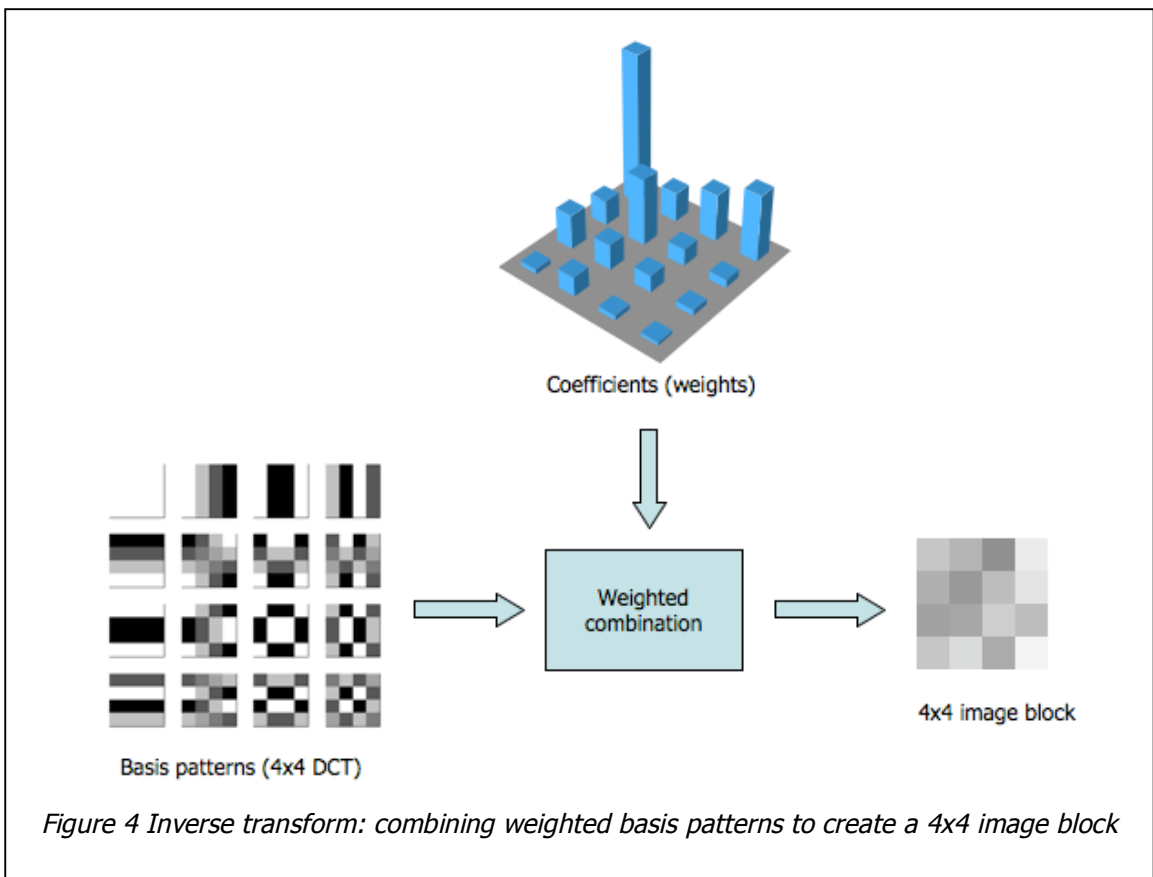 Coefficients (weights)
Weighted
combination
4x4 image block
Basis patterns (4x4 DCT)
Figure 4 Inverse transform: combining weighted basis patterns to create a 4x4 image block